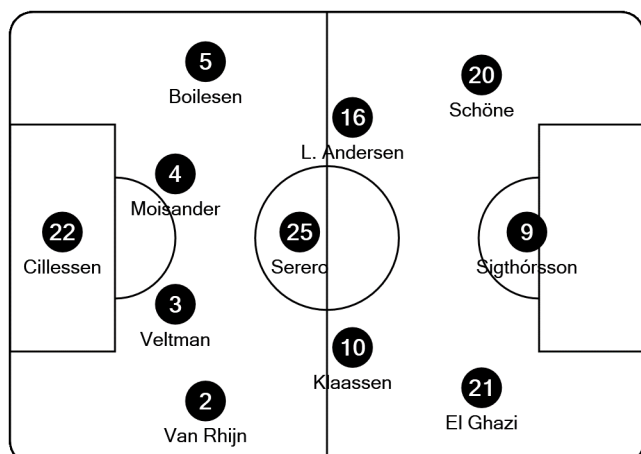 5
Boilesen
20
Schöne
16
L. Andersen
4
Moisander
22
Cillessen
25
Serero
9
Sigthórsson
3
Veltman
10
Klaassen
2
Van Rhijn
21
El Ghazi